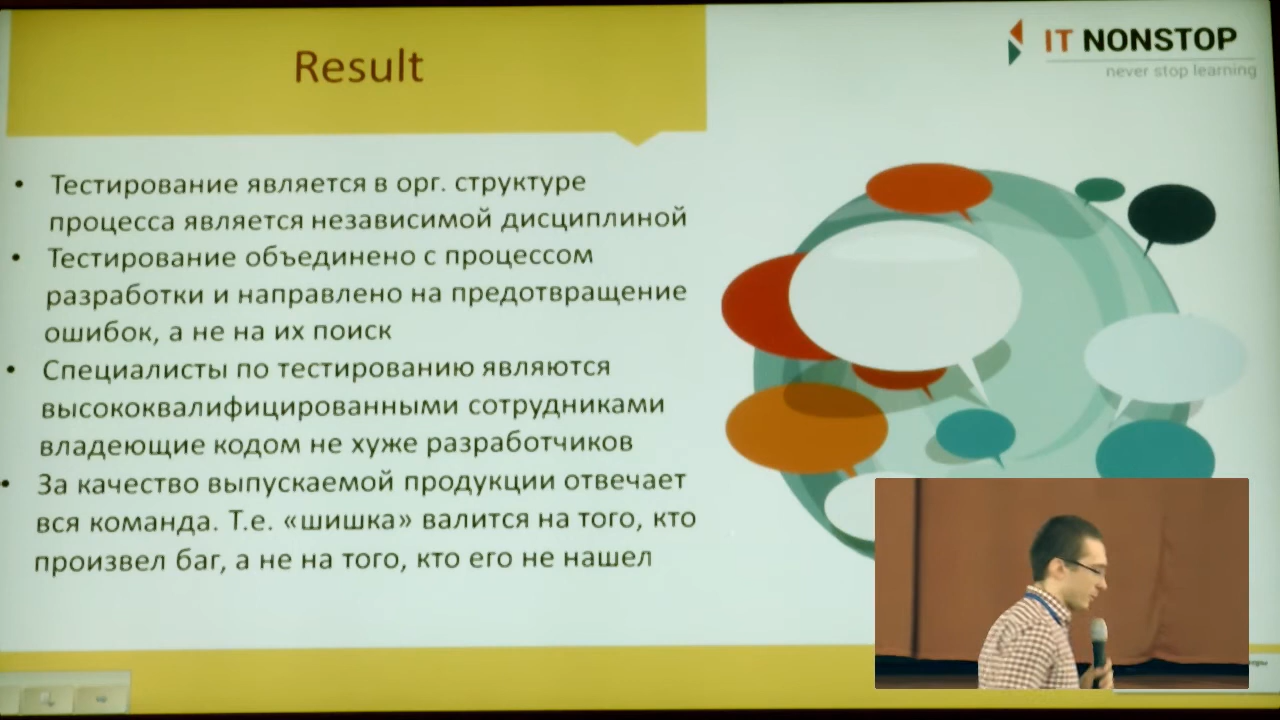 Result
IT NONSTOP
never stop learning
• Тестирование является в орг. структуре
процесса является независимой дисциплиной
• Тестирование объединено с процессом
разработки и направлено на предотвращение
ошибок, а не на их поиск
• Специалисты по тестированию являются
высококвалифицированными сотрудниками
владеющие кодом не хуже разработчиков
• За качество выпускаемой продукции отвечает
вся команда. Т.е. «шишка» валится на того, кто
произвел баг, а не на того, кто его не нашел